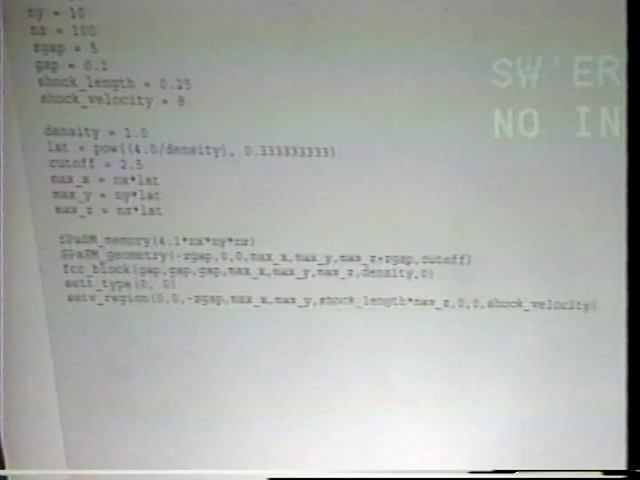 ny = 10
nz = 100
zgap = 5
gap = 0.1
shock_length = 0.25
shock_velocity = 8
density = 1.0
lat = pow((4.0/density), 0.333333333)
cutoff = 2.5
max_x = nx*lat
max_y = ny*lat
max_z = nz*lat
SPaSM_memory(4.1*nx*ny*nz)
SPaSM_geometry(-zgap,0,0,max_x,max_y,max_z+zgap,cutoff)
fcc_block(gap,gap,gap,max_x,max_y,max_z,density,0)
sett_type(0, 0)
setv_region(0,0,-zgap,max_x,max_y,shock_length*max_z,0,0,shock_velocity)
SW'ER
NO IN